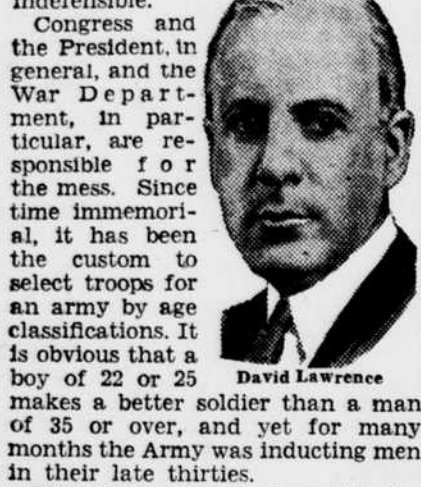 indefensible.
Congress and
the President, in
general, and the
War Depart-
ment, in par-
ticular, are re-
sponsible for
the mess. Since
time immemori-
al, it has been
the custom to
select troops for
an army by age
classifications. It
is obvious that a
boy of 22 or 25
David Lawrence
makes a better soldier than a man
of 35 or over, and yet for many
months the Army was inducting men
in their late thirties.